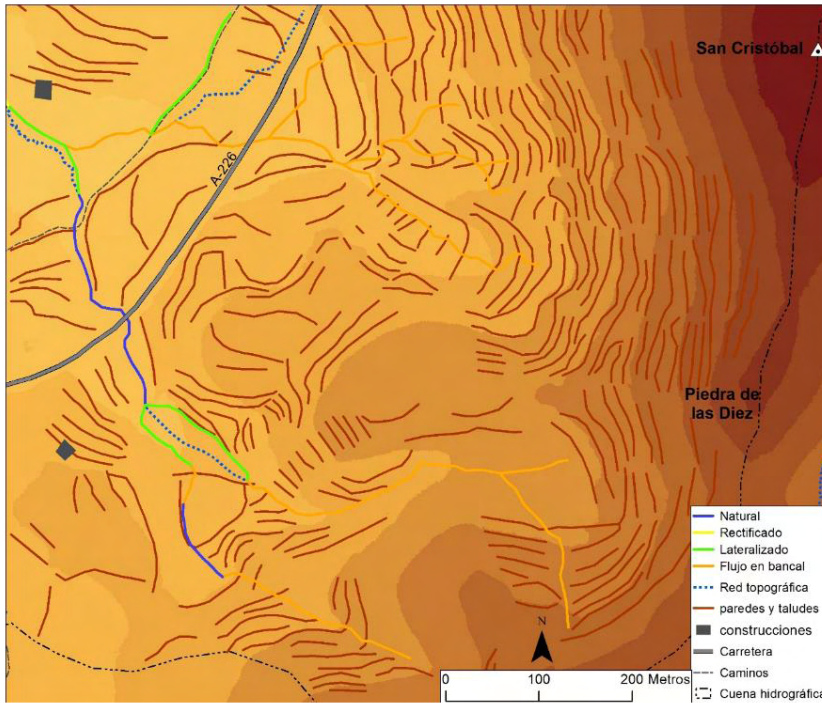 San Cristóbal
A-226
Piedra de
las Diez
Natural
Rectificado
Lateralizado
Flujo en bancal
Red topográfica
paredes y taludes
construcciones
Carretera
Caminos
Cuena hidrográfica
N
0 100 200 Metros